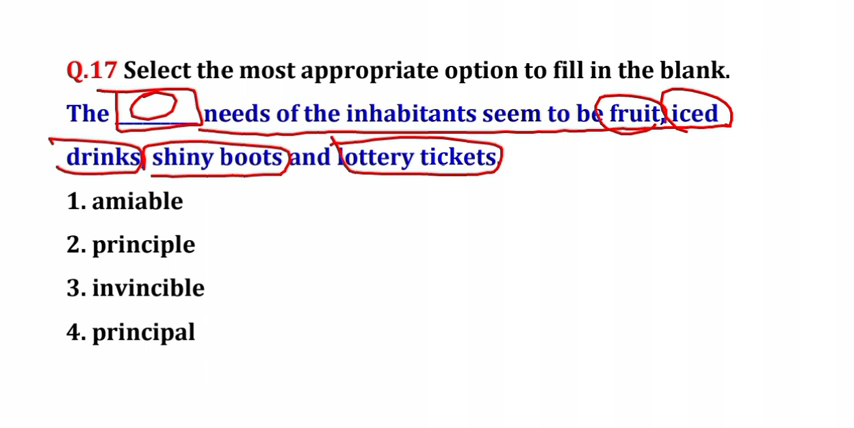 Q.17 Select the most appropriate option to fill in the blank.
The ______ needs of the inhabitants seem to be fruit, iced
drinks, shiny boots and lottery tickets.
1. amiable
2. principle
3. invincible
4. principal